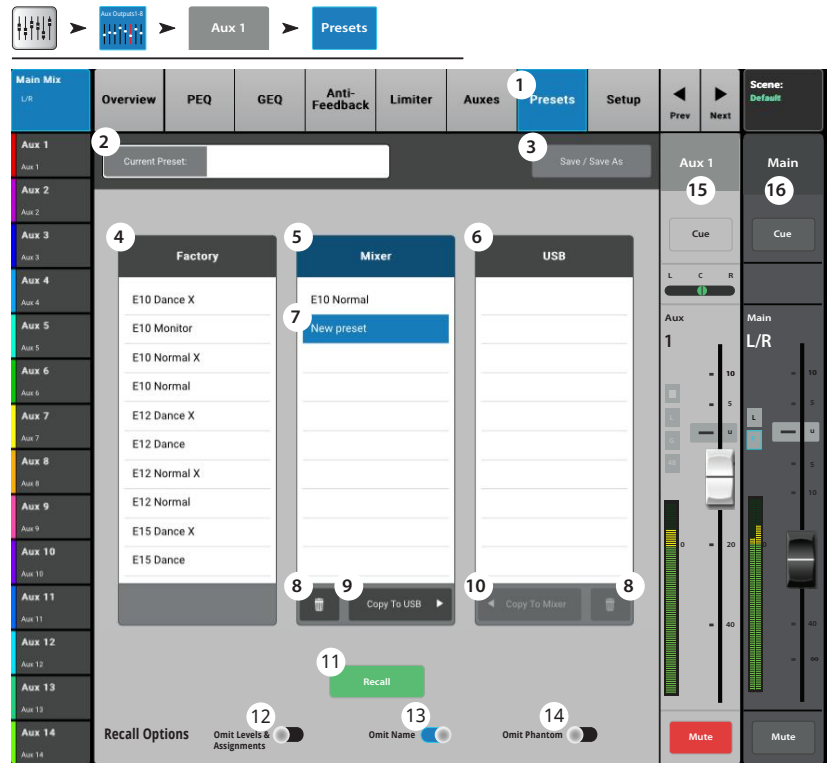 Aux Outputs1-8
Aux 1
Presets
Main Mix
L/R
Overview
PEQ
GEQ
Anti-
Feedback
Limiter
Auxes
1
Presets
Setup
Prev
Next
Scene:
Default
Aux 1
Aux 1
Aux 2
Aux 2
Aux 3
Aux 3
Aux 4
Aux 4
Aux 5
Aux 5
Aux 6
Aux 6
Aux 7
Aux 7
Aux 8
Aux 8
Aux 9
Aux 9
Aux 10
Aux 10
Aux 11
Aux 11
Aux 12
Aux 12
Aux 13
Aux 13
Aux 14
Aux 14
2
Current Preset:
3
Save / Save As
4
Factory
E10 Dance X
E10 Monitor
E10 Normal X
E10 Normal
E12 Dance X
E12 Dance
E12 Normal X
E12 Normal
E15 Dance X
E15 Dance
5
Mixer
E10 Normal
7
New preset
8
9
Copy To USB
6
USB
10
Copy To Mixer
8
11
Recall
Recall Options
12
Omit Levels &
Assignments
13
Omit Name
14
Omit Phantom
Aux 1
15
Cue
L C R
Aux
1
10
5
U
0
20
40
Mute
Main
16
Cue
Main
L/R
10
5
L
U
5
10
0
20
40
∞
Mute